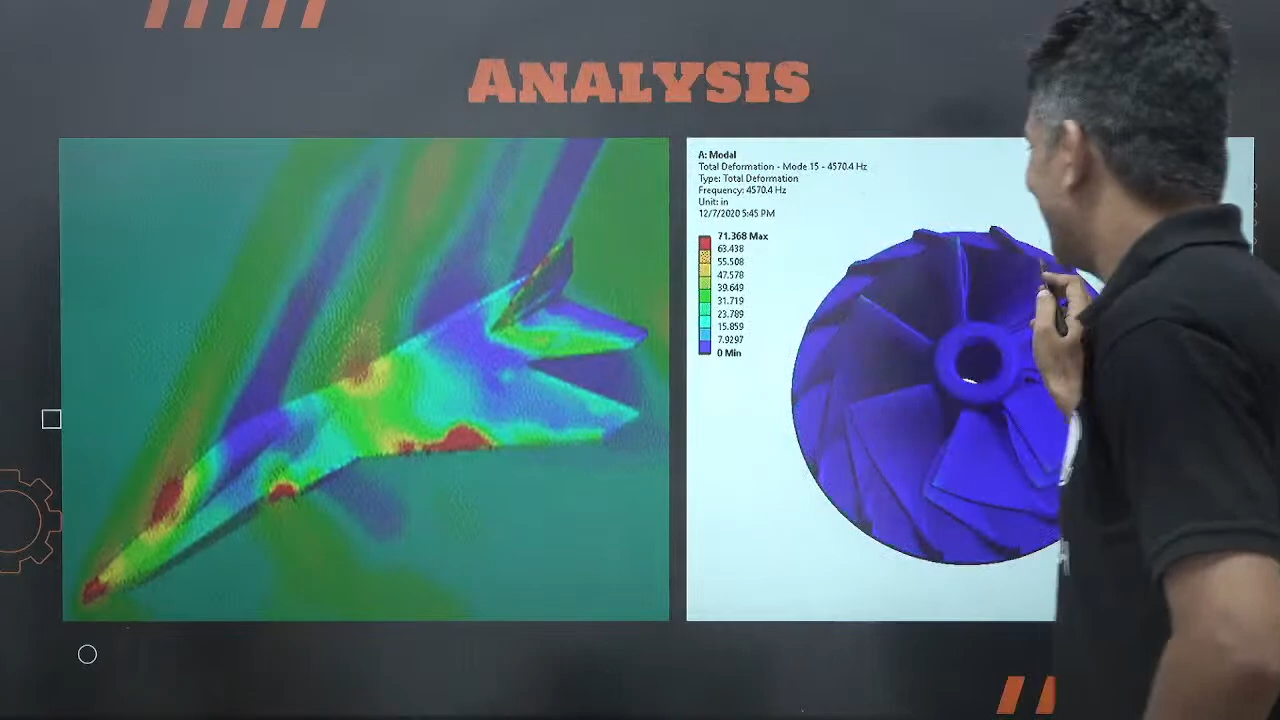 ANALYSIS
A: Modal
Total Deformation - Mode 15 - 4570.4 Hz
Type: Total Deformation
Frequency: 4570.4 Hz
Unit: in
12/7/2020 5:45 PM
71.368 Max
63.438
55.508
47.578
39.649
31.719
23.789
15.859
7.9297
0 Min